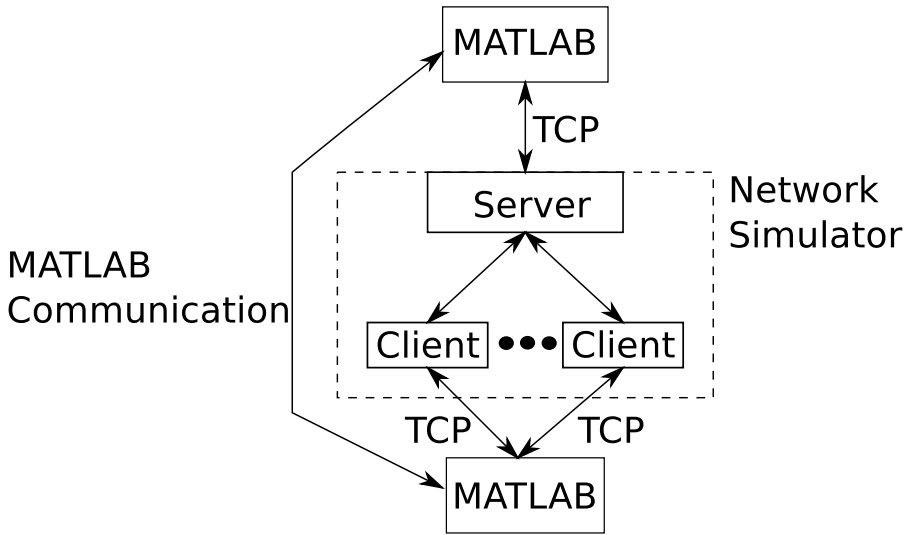 MATLAB
TCP
Network
Simulator
Server
MATLAB
Communication
Client
Client
TCP
TCP
MATLAB